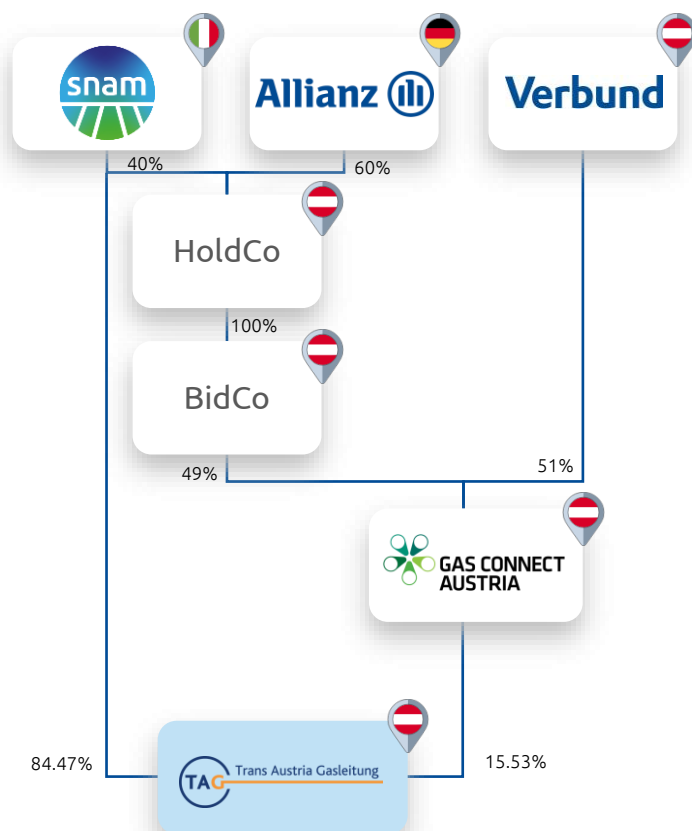 snam
Allianz
Verbund
40%
60%
HoldCo
100%
BidCo
49%
51%
GAS CONNECT
AUSTRIA
84.47%
TAG Trans Austria Gasleitung
15.53%